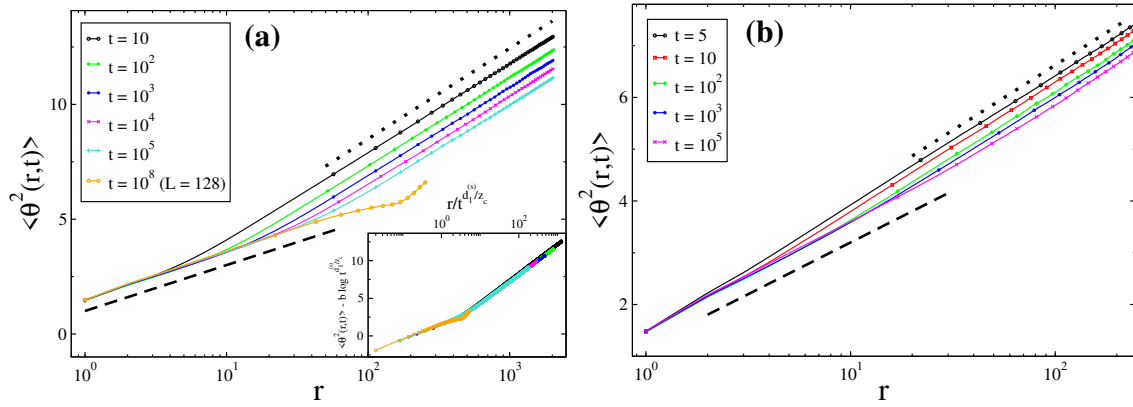 (a)
t = 10
t = 10²
t = 10³
t = 10⁴
t = 10⁵
t = 10⁸ (L = 128)
<θ²(r,t)>
10
5
0
10⁰ 10¹ 10² 10³
r
r/t^{d₁^{(s)}/z_c}
10⁰ 10²
10
5
0
<θ²(r,t)> - b log t^{d₁^{(s)}/z_c}
(b)
t = 5
t = 10
t = 10²
t = 10³
t = 10⁵
<θ²(r,t)>
6
4
2
10⁰ 10¹ 10²
r